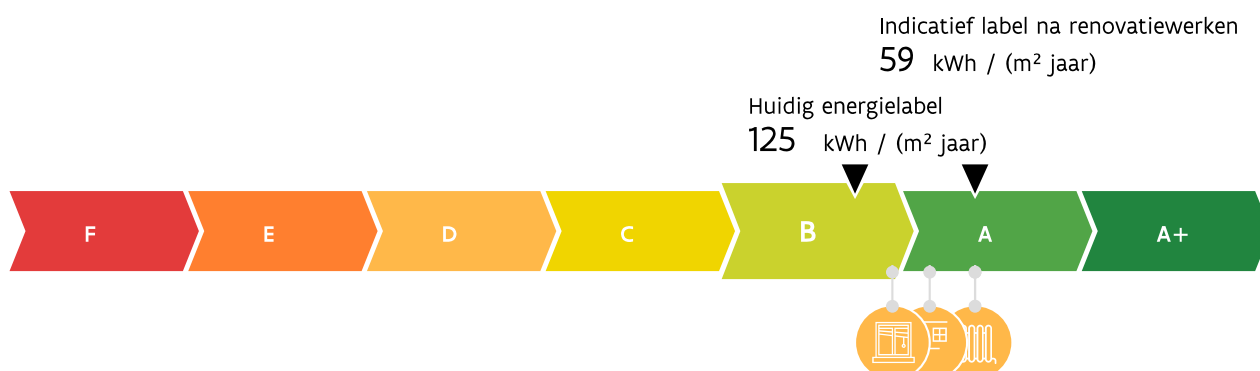 Indicatief label na renovatiewerken
59 kWh / (m² jaar)
Huidig energielabel
125 kWh / (m² jaar)
F E D C B A A+